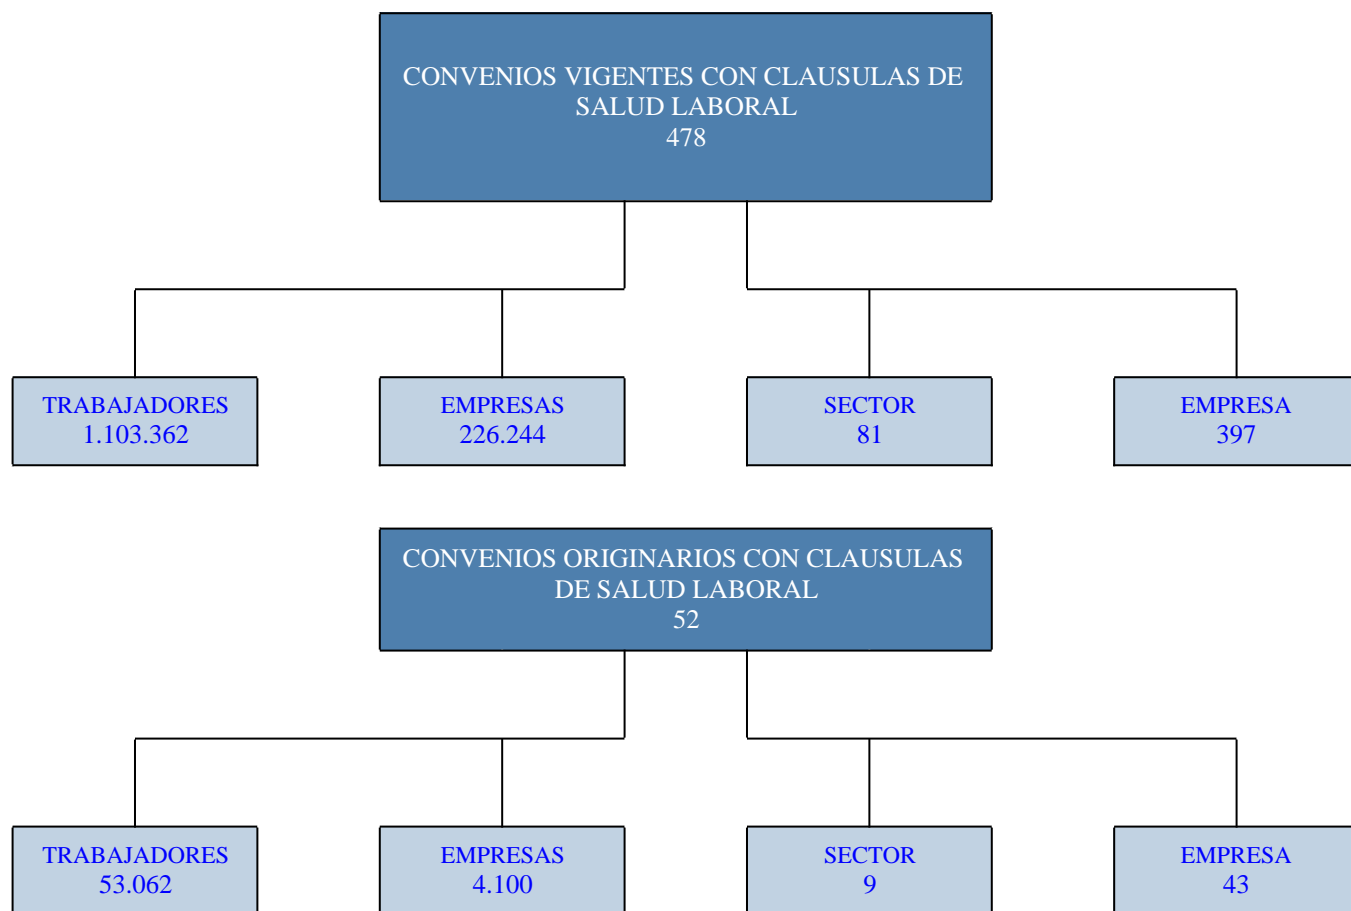 CONVENIOS VIGENTES CON CLAUSULAS DE
SALUD LABORAL
478
TRABAJADORES
1.103.362
EMPRESAS
226.244
SECTOR
81
EMPRESA
397
CONVENIOS ORIGINARIOS CON CLAUSULAS
DE SALUD LABORAL
52
TRABAJADORES
53.062
EMPRESAS
4.100
SECTOR
9
EMPRESA
43